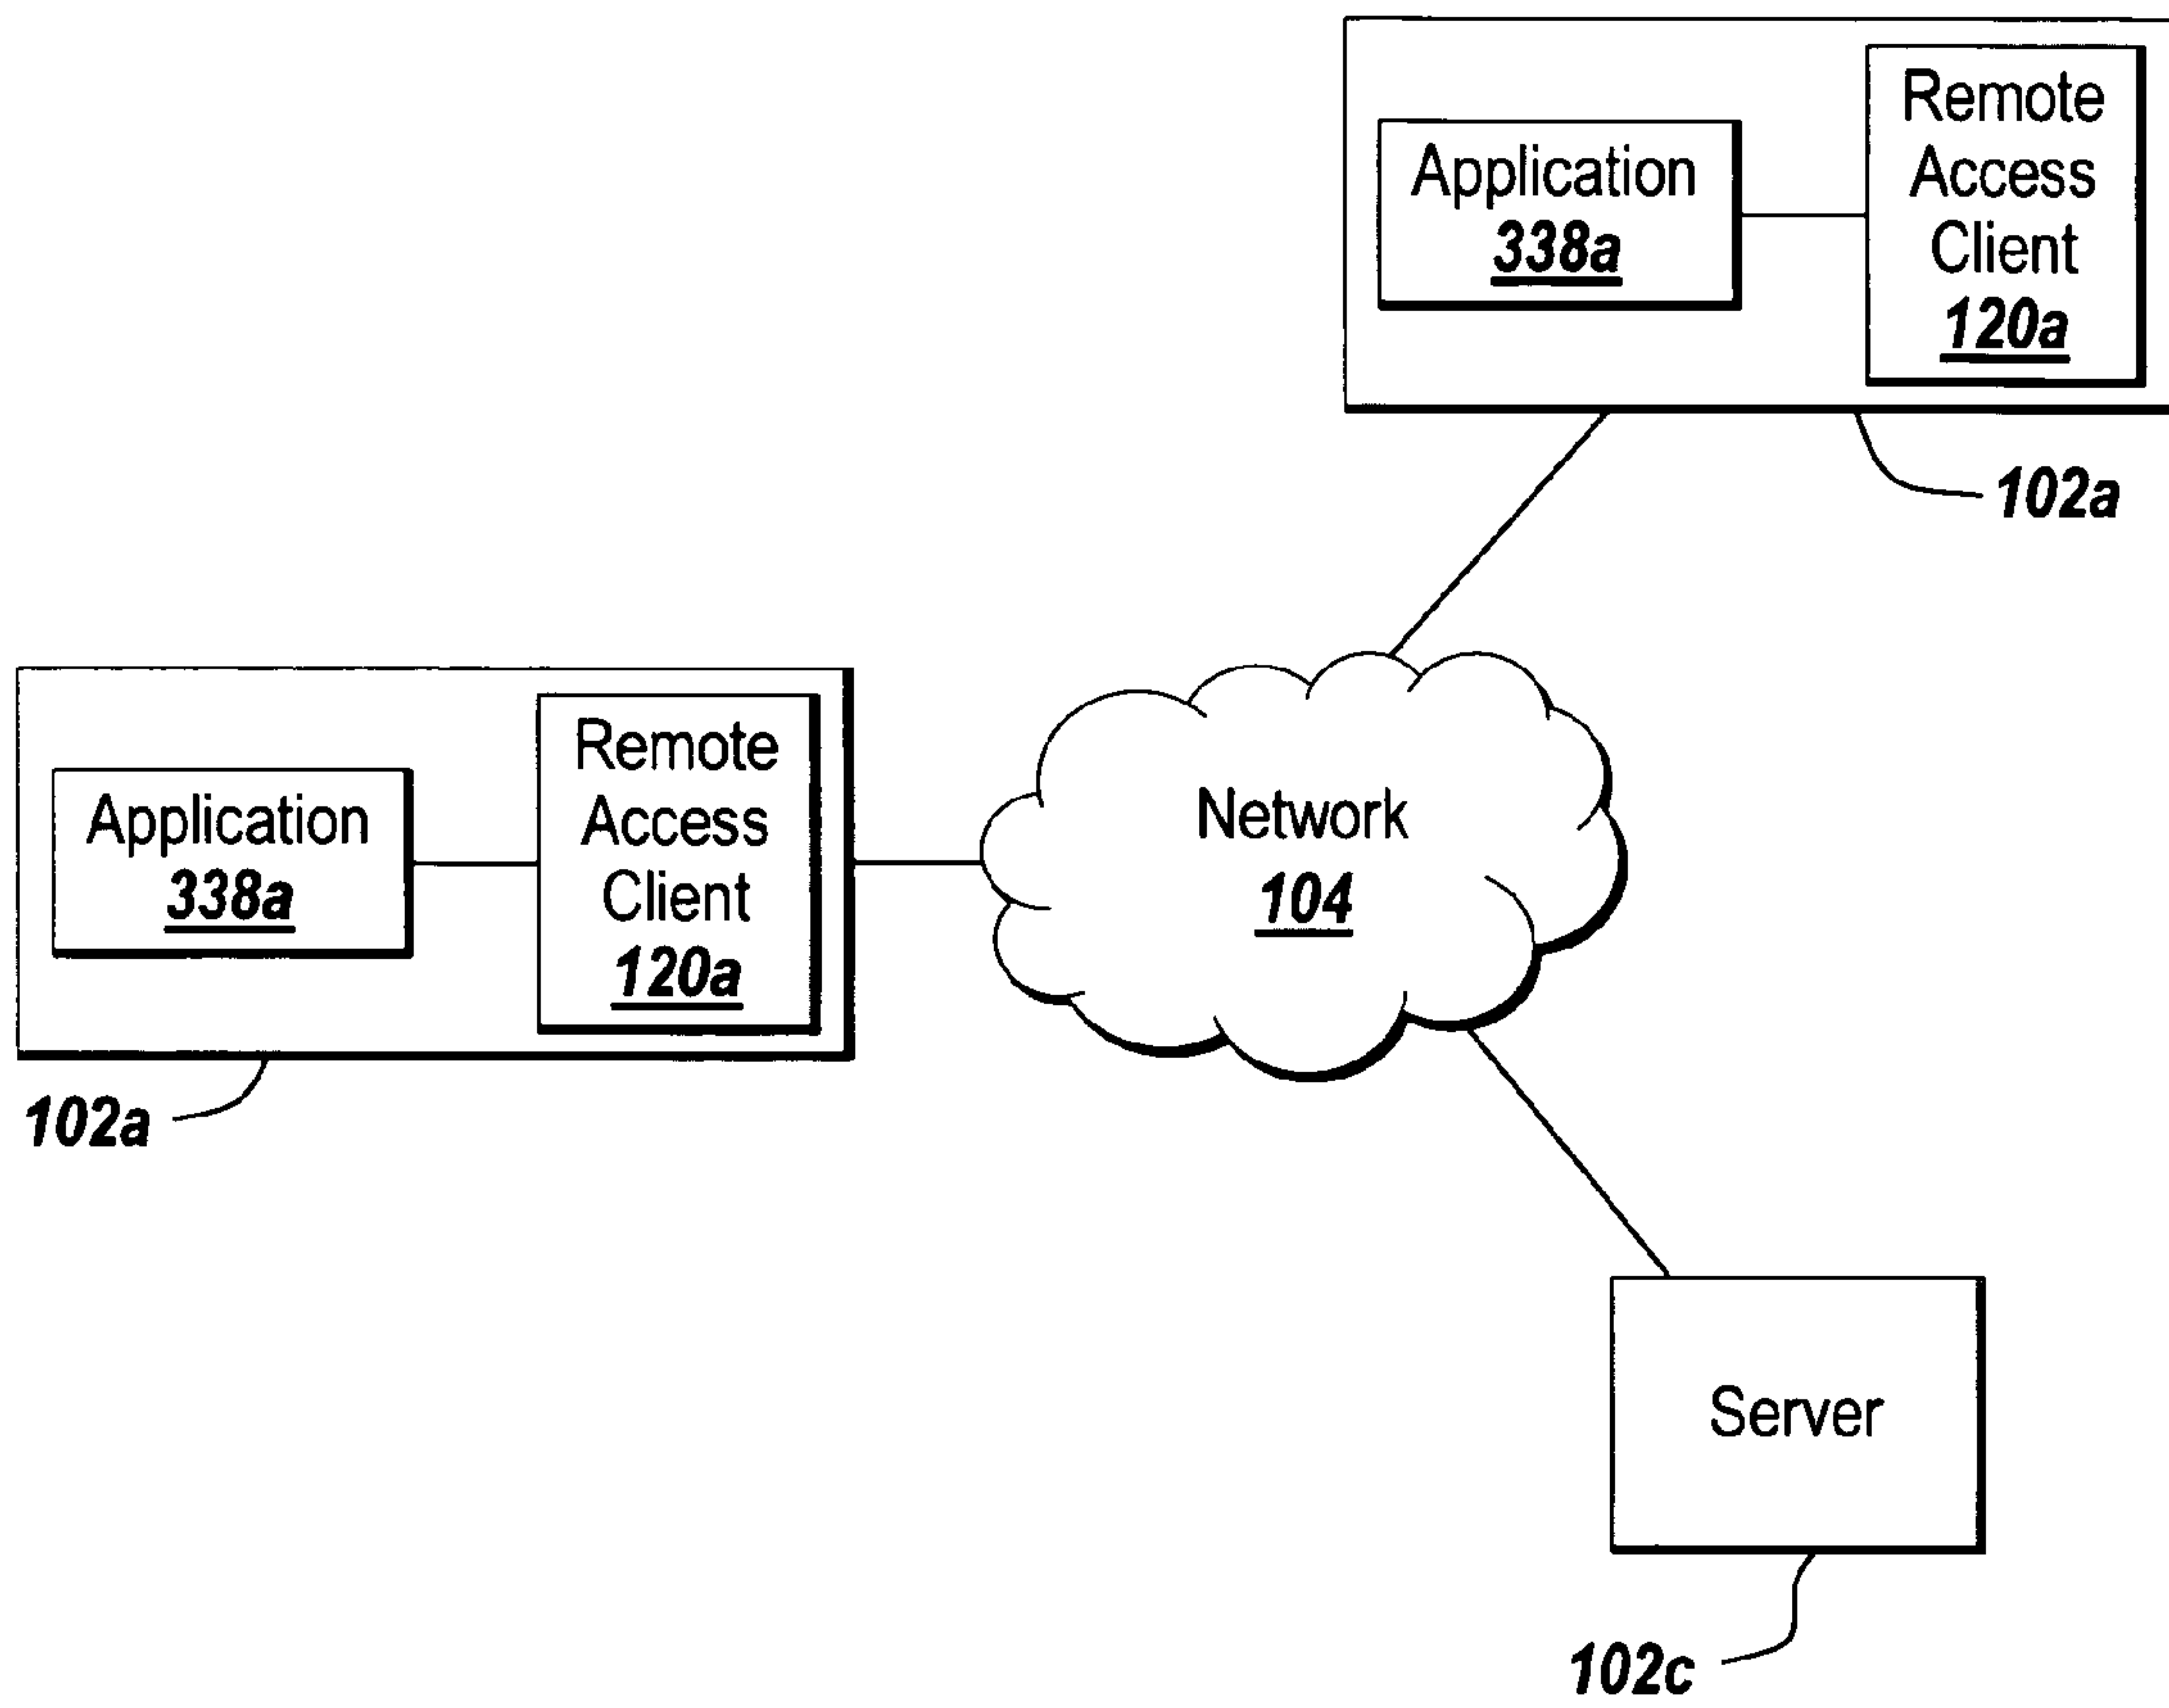 Application
338a
Remote
Access
Client
120a
102a
Application
338a
Remote
Access
Client
120a
102a
Network
104
Server
102c